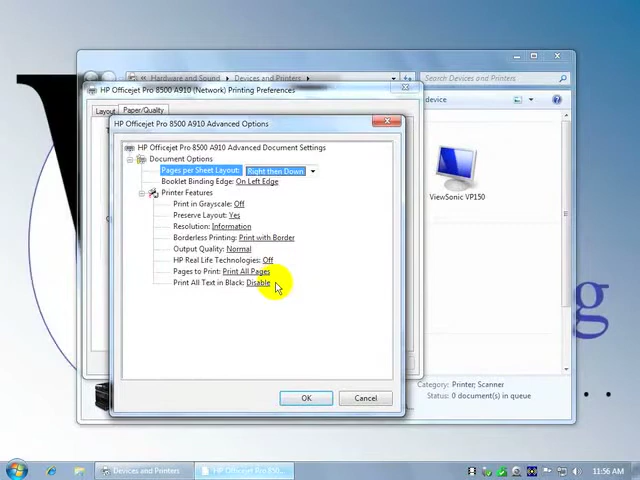 Hardware and Sound
Devices and Printers
Search Devices and Printers
HP Officejet Pro 8500 A910 (Network) Printing Preferences
device
Layout
Paper/Quality
HP Officejet Pro 8500 A910 Advanced Options
HP Officejet Pro 8500 A910 Advanced Document Settings
Document Options
Pages per Sheet Layout: Right then Down
Booklet Binding Edge: On Left Edge
Printer Features
Print in Grayscale: Off
Preserve Layout: Yes
Resolution: Information
Borderless Printing: Print with Border
Output Quality: Normal
HP Real Life Technologies: Off
Pages to Print: Print All Pages
Print All Text in Black: Disable
ViewSonic VP150
g
OK
Cancel
Category: Printer; Scanner
Status: 0 document(s) in queue
Devices and Printers
HP Officejet Pro 850...
11:56 AM